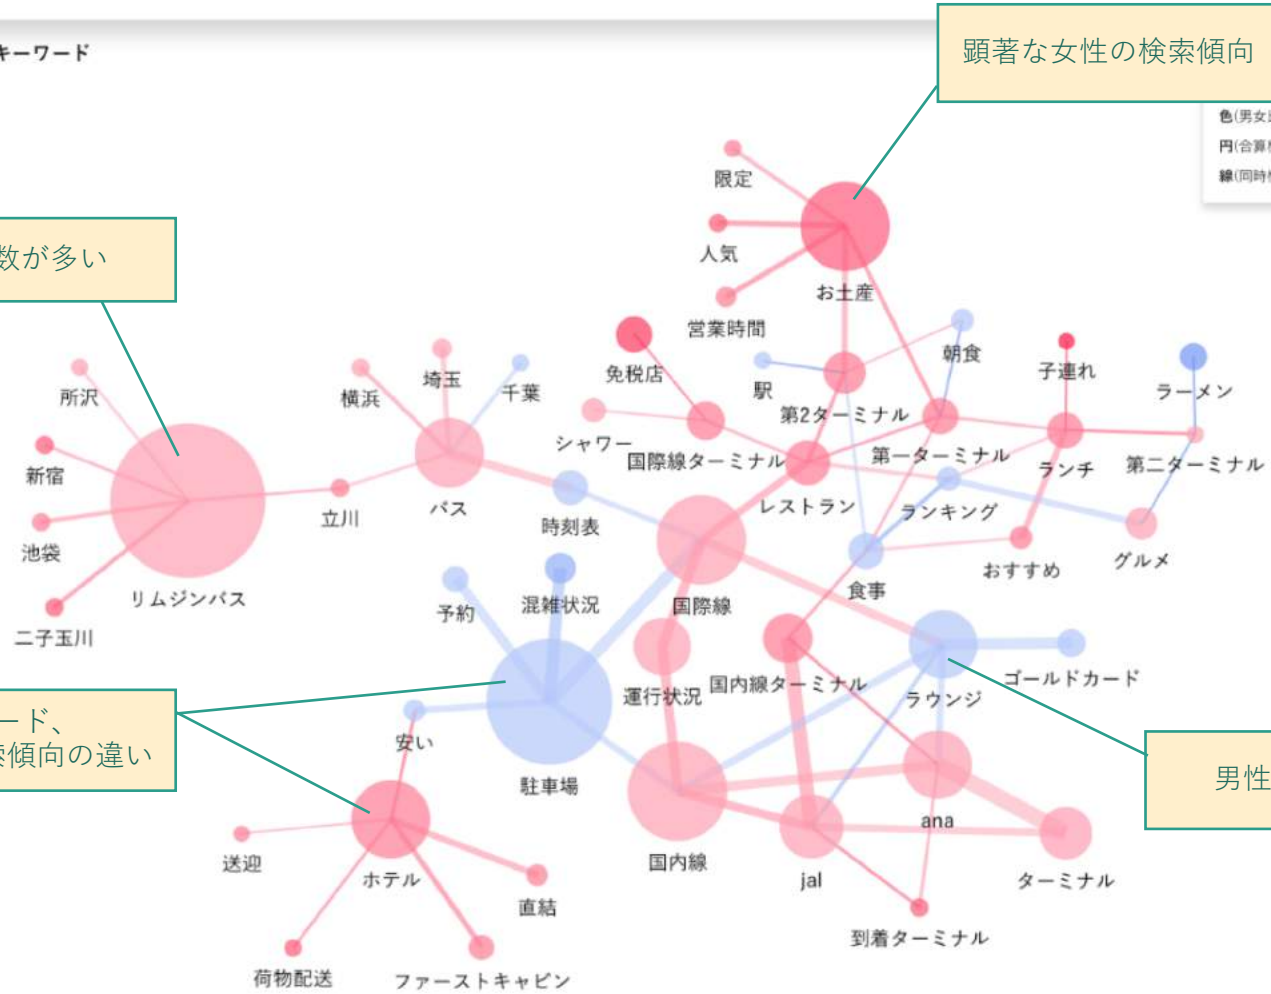 キーワード
顕著な女性の検索傾向
色(男女
円(合算
線(同時
限定
人気
お土産
営業時間
数が多い
免税店
駅
朝食
子連れ
ラーメン
所沢
横浜
埼玉
千葉
シャワー
第2ターミナル
国際線ターミナル
第一ターミナル
ランチ
第二ターミナル
新宿
立川
バス
時刻表
レストラン
ランキング
池袋
おすすめ
グルメ
リムジンバス
予約
混雑状況
国際線
食事
二子玉川
運行状況
国内線ターミナル
ラウンジ
ゴールドカード
ード、
索傾向の違い
安い
駐車場
男性
ana
国内線
jal
ターミナル
送迎
ホテル
直結
到着ターミナル
荷物配送
ファーストキャビン